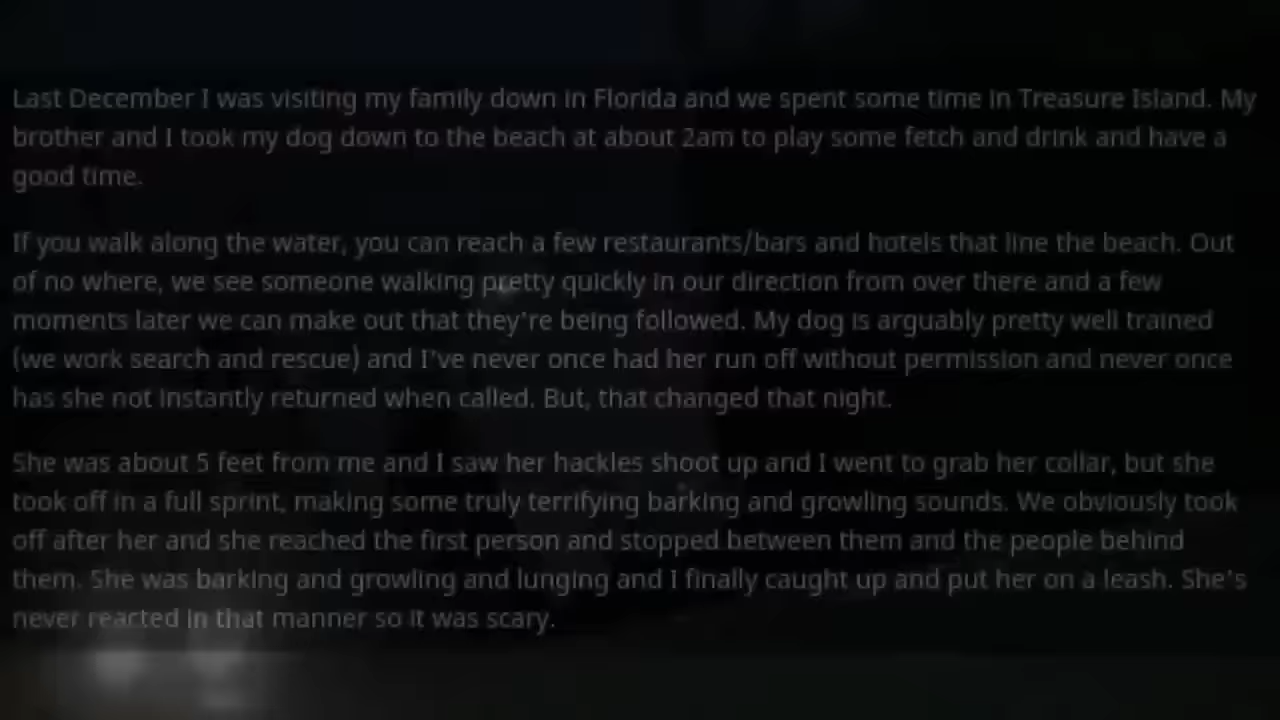 Last December I was visiting my family down in Florida and we spent some time in Treasure Island. My
brother and I took my dog down to the beach at about 2am to play some fetch and drink and have a
good time.
If you walk along the water, you can reach a few restaurants/bars and hotels that line the beach. Out
of no where, we see someone walking pretty quickly in our direction from over there and a few
moments later we can make out that they're being followed. My dog is arguably pretty well trained
(we work search and rescue) and I've never once had her run off without permission and never once
has she not instantly returned when called. But, that changed that night.
She was about 5 feet from me and I saw her hackles shoot up and I went to grab her collar, but she
took off in a full sprint, making some truly terrifying barking and growling sounds. We obviously took
off after her and she reached the first person and stopped between them and the people behind
them. She was barking and growling and lunging and I finally caught up and put her on a leash. She's
never reacted in that manner so it was scary.